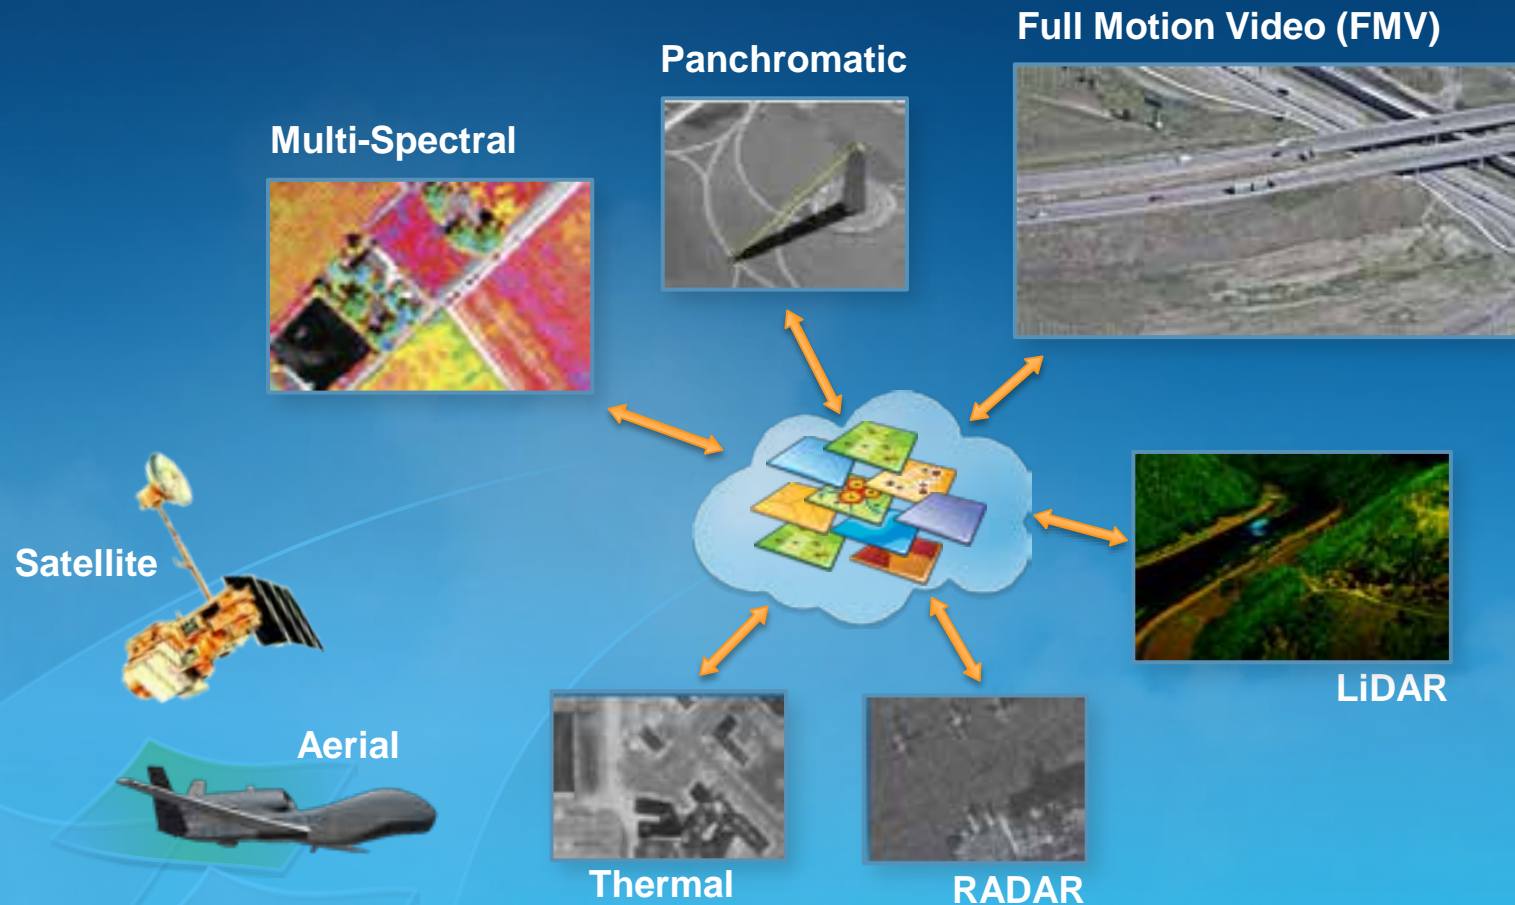 Full Motion Video (FMV)
Panchromatic
Multi-Spectral
Satellite
LiDAR
Aerial
Thermal
RADAR